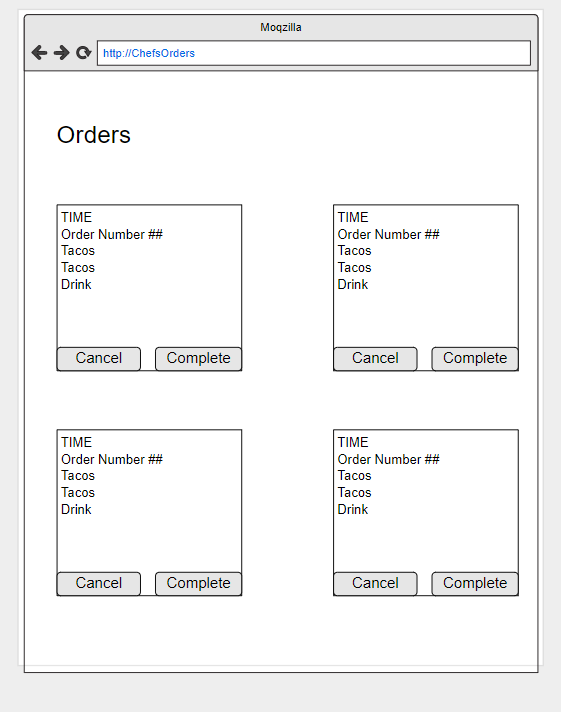 Moqzilla
http://ChefsOrders
Orders
TIME
Order Number ##
Tacos
Tacos
Drink
Cancel
Complete
TIME
Order Number ##
Tacos
Tacos
Drink
Cancel
Complete
TIME
Order Number ##
Tacos
Tacos
Drink
Cancel
Complete
TIME
Order Number ##
Tacos
Tacos
Drink
Cancel
Complete